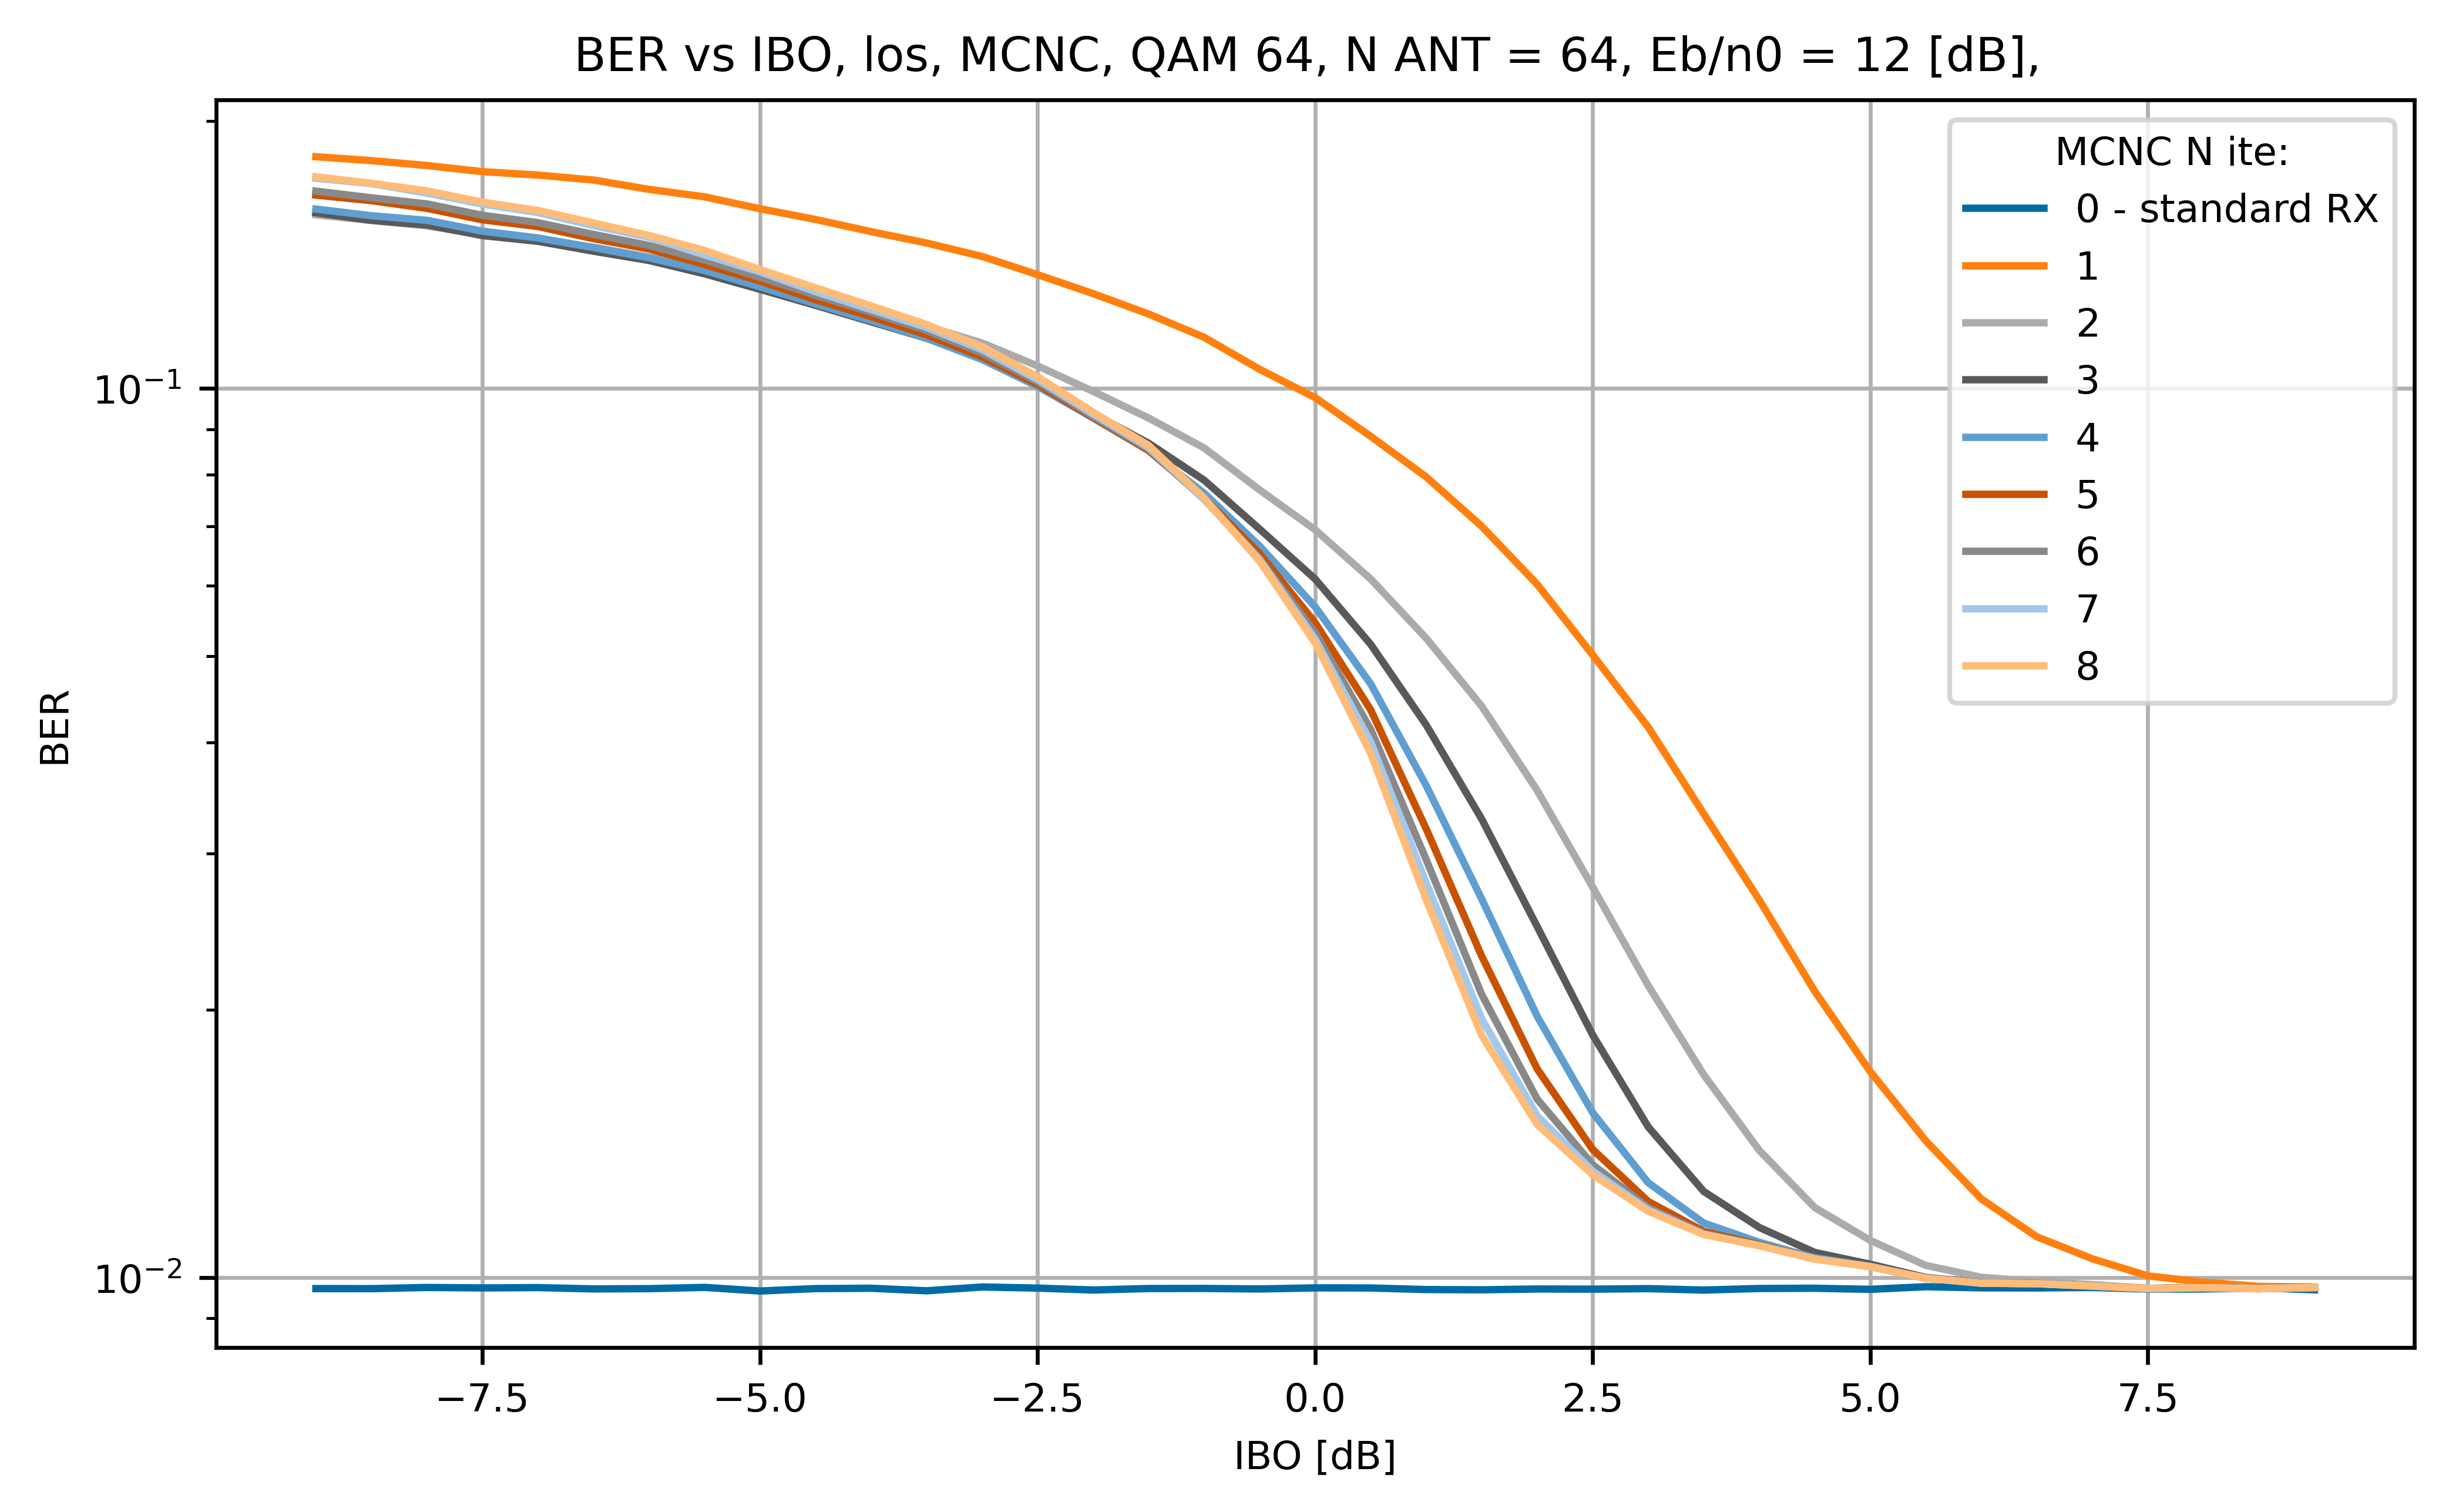 BER vs IBO, los, MCNC, QAM 64, N ANT = 64, Eb/n0 = 12 [dB],
MCNC N ite:
0 - standard RX
1
2
3
4
5
6
7
8
BER
10⁻¹
10⁻²
−7.5 −5.0 −2.5 0.0 2.5 5.0 7.5
IBO [dB]